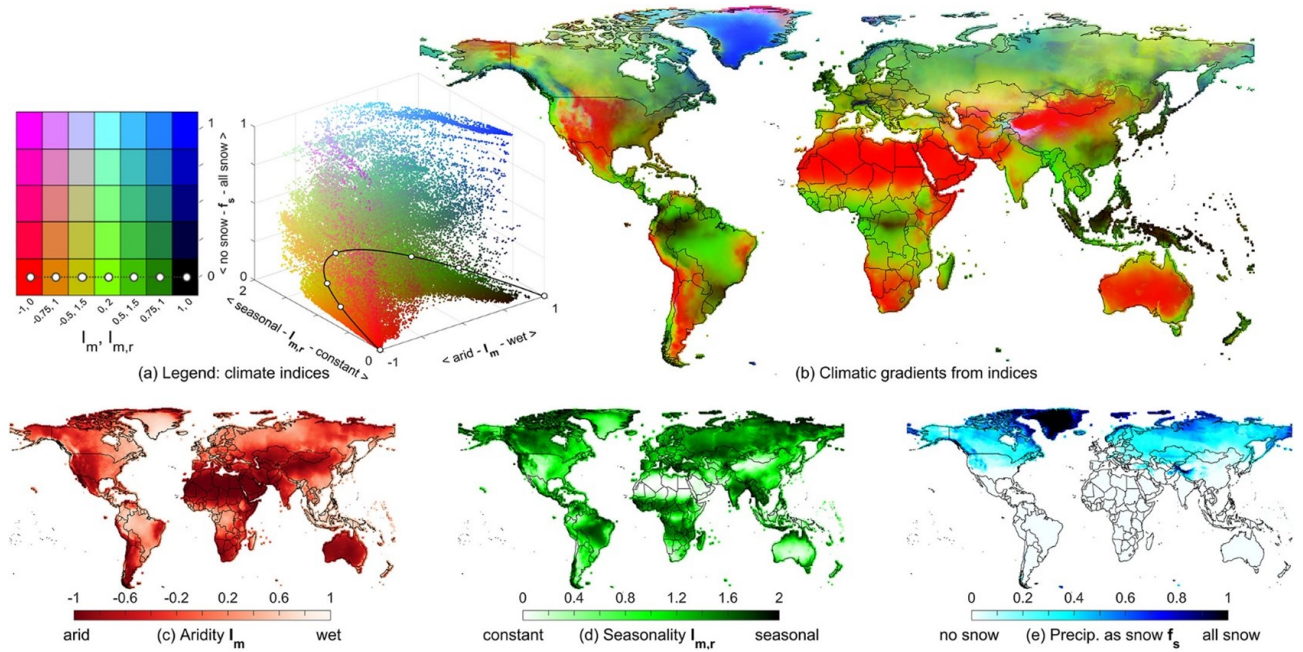 1
0
-1, 0
-0.75, 1
-0.5, 1.5
0, 2
0.5, 1.5
0.75, 1
1, 0
Im, Im,r
< no snow - fs - all snow >
1
0
2
< seasonal - Im,r - constant >
0
-1
< arid - Im - wet >
1
(a) Legend: climate indices
(b) Climatic gradients from indices
-1 -0.6 -0.2 0.2 0.6 1
arid (c) Aridity Im wet
0 0.4 0.8 1.2 1.6 2
constant (d) Seasonality Im,r seasonal
0 0.2 0.4 0.6 0.8 1
no snow (e) Precip. as snow fs all snow